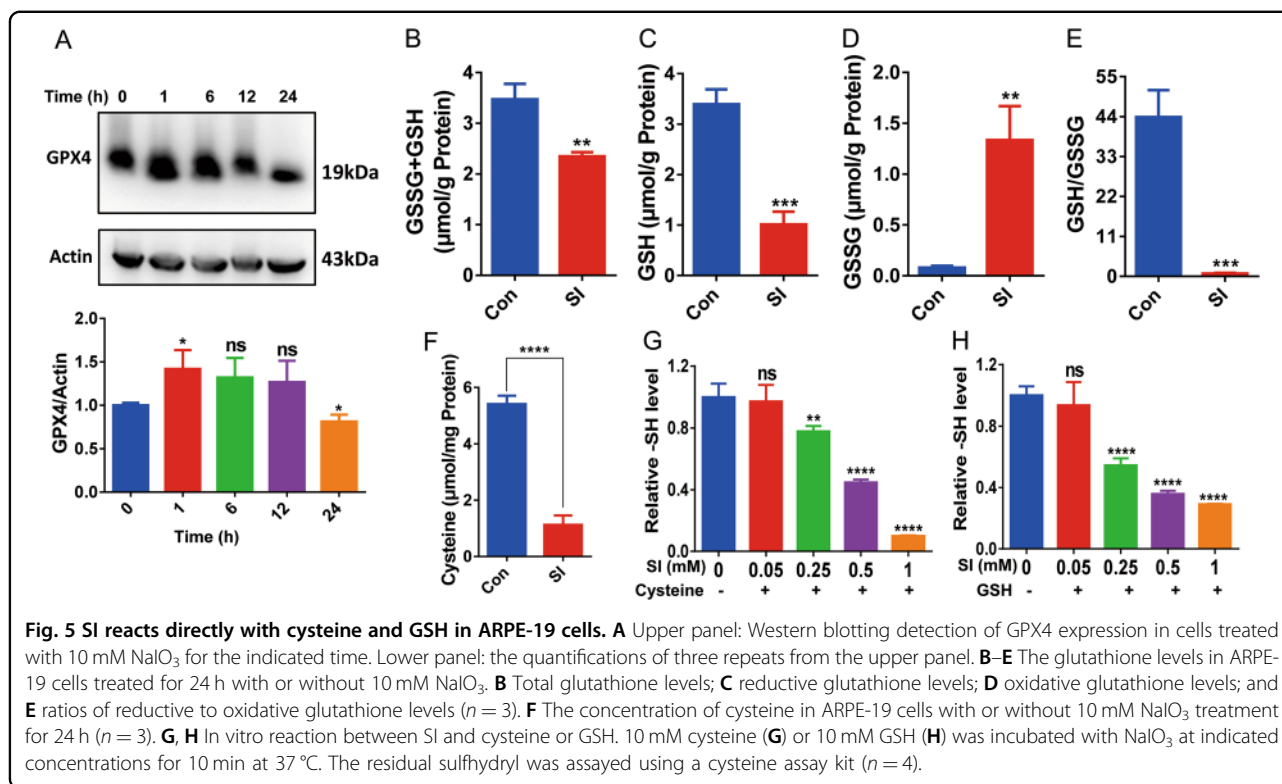 A
Time (h) 0 1 6 12 24
GPX4 19kDa
Actin 43kDa
GPX4/Actin
2.0
1.5
1.0
0.5
0.0
* ns ns *
0 1 6 12 24
Time (h)
B
GSSG+GSH
(μmol/g Protein)
4
3
2
1
0
**
Con SI
C
GSH (μmol/g Protein)
4
3
2
1
0
***
Con SI
D
GSSG (μmol/g Protein)
2.0
1.5
1.0
0.5
0.0
**
Con SI
E
GSH/GSSG
55
44
33
22
11
0
***
Con SI
F
Cysteine (μmol/mg Protein)
6
4
2
0
****
Con SI
G
Relative -SH level
1.2
0.8
0.4
0.0
ns ** **** ****
SI (mM) 0 0.05 0.25 0.5 1
Cysteine - + + + +
H
Relative -SH level
1.2
0.8
0.4
0.0
ns **** **** ****
SI (mM) 0 0.05 0.25 0.5 1
GSH - + + + +
Fig. 5 SI reacts directly with cysteine and GSH in ARPE-19 cells. A Upper panel: Western blotting detection of GPX4 expression in cells treated
with 10 mM NaIO₃ for the indicated time. Lower panel: the quantifications of three repeats from the upper panel. B–E The glutathione levels in ARPE-
19 cells treated for 24 h with or without 10 mM NaIO₃. B Total glutathione levels; C reductive glutathione levels; D oxidative glutathione levels; and
E ratios of reductive to oxidative glutathione levels (n = 3). F The concentration of cysteine in ARPE-19 cells with or without 10 mM NaIO₃ treatment
for 24 h (n = 3). G, H In vitro reaction between SI and cysteine or GSH. 10 mM cysteine (G) or 10 mM GSH (H) was incubated with NaIO₃ at indicated
concentrations for 10 min at 37 °C. The residual sulfhydryl was assayed using a cysteine assay kit (n = 4).